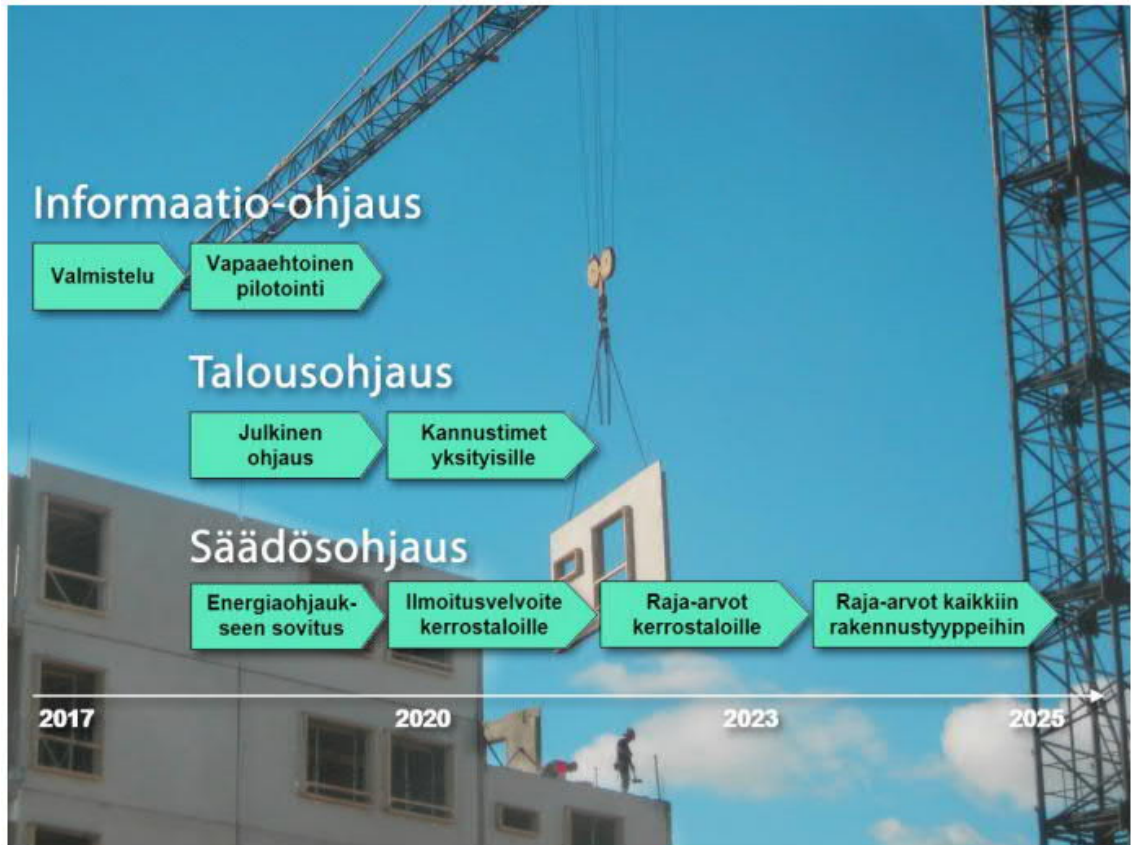 Informaatio-ohjaus
Valmistelu
Vapaaehtoinen
pilotointi
Talousohjaus
Julkinen
ohjaus
Kannustimet
yksityisille
Säädösohjaus
Energiaohjauk-
seen sovitus
Ilmoitusvelvoite
kerrostaloille
Raja-arvot
kerrostaloille
Raja-arvot kaikkiin
rakennustyyppeihin
2017
2020
2023
2025